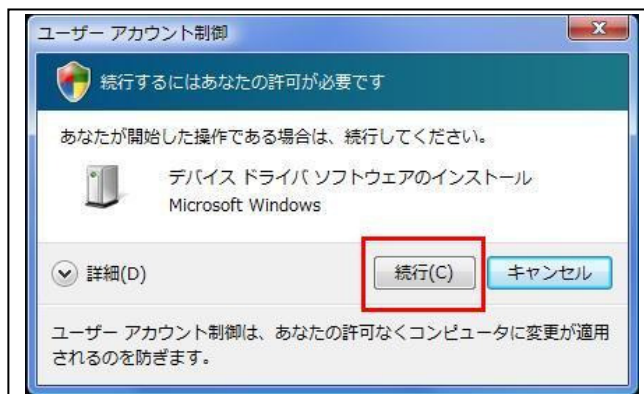 ユーザー アカウント制御
続行するにはあなたの許可が必要です
あなたが開始した操作である場合は、続行してください。
デバイス ドライバ ソフトウェアのインストール
Microsoft Windows
詳細(D)
続行(C)
キャンセル
ユーザー アカウント制御は、あなたの許可なくコンピュータに変更が適用
されるのを防ぎます。